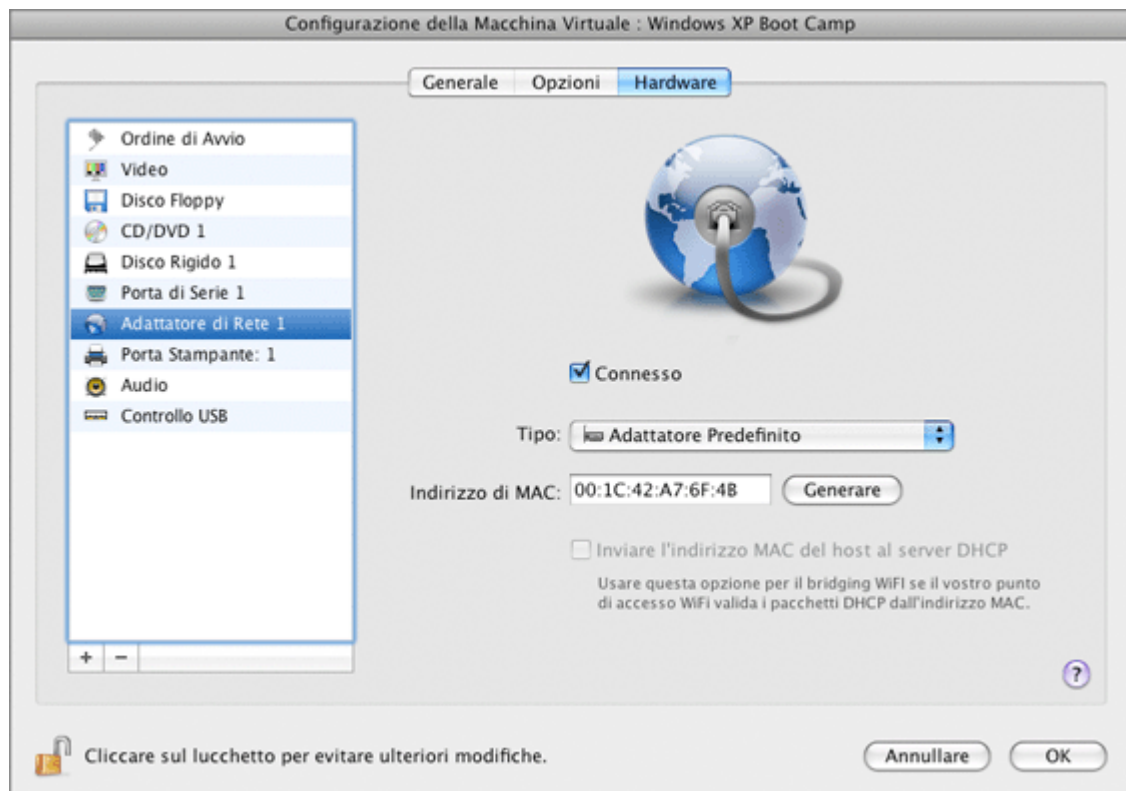 Configurazione della Macchina Virtuale : Windows XP Boot Camp
Generale
Opzioni
Hardware
Ordine di Avvio
Video
Disco Floppy
CD/DVD 1
Disco Rigido 1
Porta di Serie 1
Adattatore di Rete 1
Porta Stampante: 1
Audio
Controllo USB
+ −
Connesso
Tipo: Adattatore Predefinito
Indirizzo di MAC: 00:1C:42:A7:6F:4B Generare
Inviare l'indirizzo MAC del host al server DHCP
Usare questa opzione per il bridging WiFI se il vostro punto
di accesso WiFi valida i pacchetti DHCP dall'indirizzo MAC.
?
Cliccare sul lucchetto per evitare ulteriori modifiche.
Annullare
OK